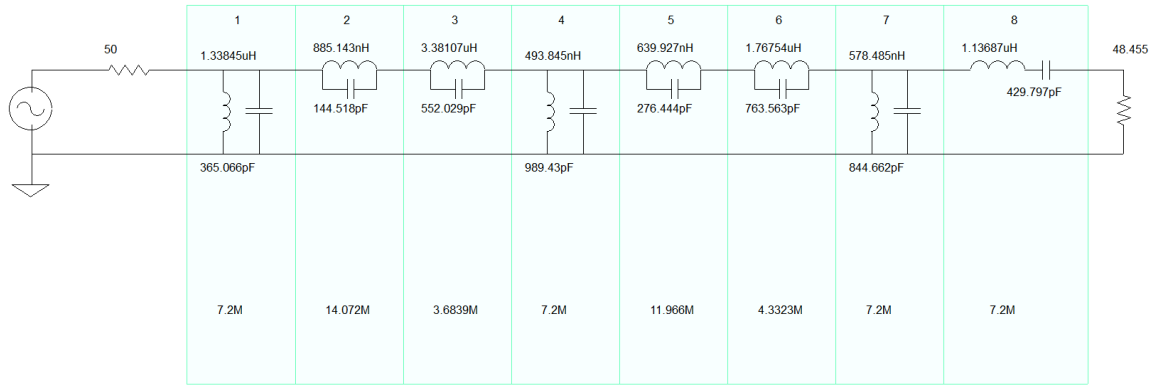 1 2 3 4 5 6 7 8
50 1.33845uH 885.143nH 3.38107uH 493.845nH 639.927nH 1.76754uH 578.485nH 1.13687uH 48.455
144.518pF 552.029pF 276.444pF 763.563pF 429.797pF
365.066pF 989.43pF 844.662pF
7.2M 14.072M 3.6839M 7.2M 11.966M 4.3323M 7.2M 7.2M